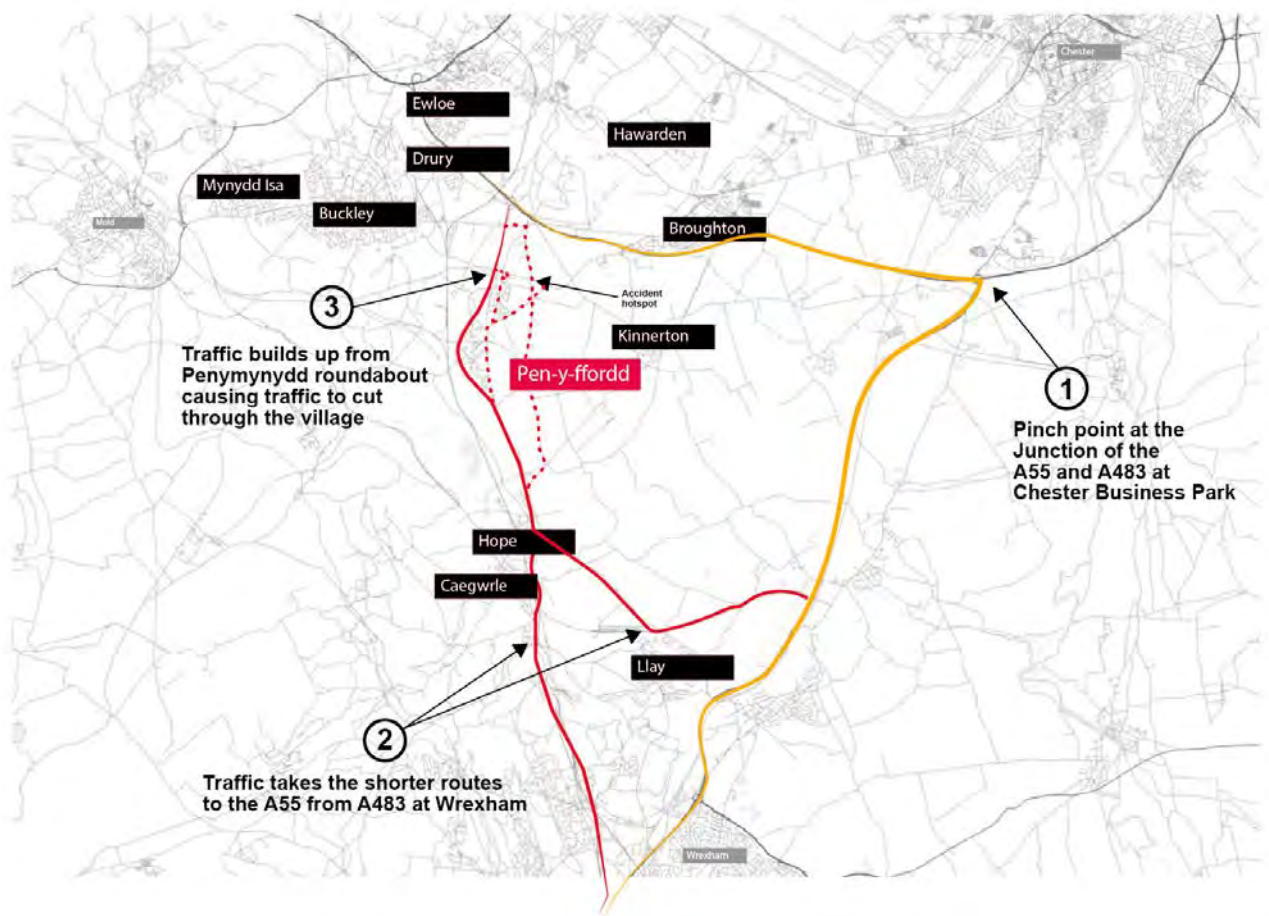 Chester
Ewloe
Hawarden
Drury
Mynydd Isa
Buckley
Mold
Broughton
3
Accident
hotspot
Kinnerton
Traffic builds up from
Penymynydd roundabout
causing traffic to cut
through the village
Pen-y-ffordd
1
Pinch point at the
Junction of the
A55 and A483 at
Chester Business Park
Hope
Caegwrle
Llay
2
Traffic takes the shorter routes
to the A55 from A483 at Wrexham
Wrexham